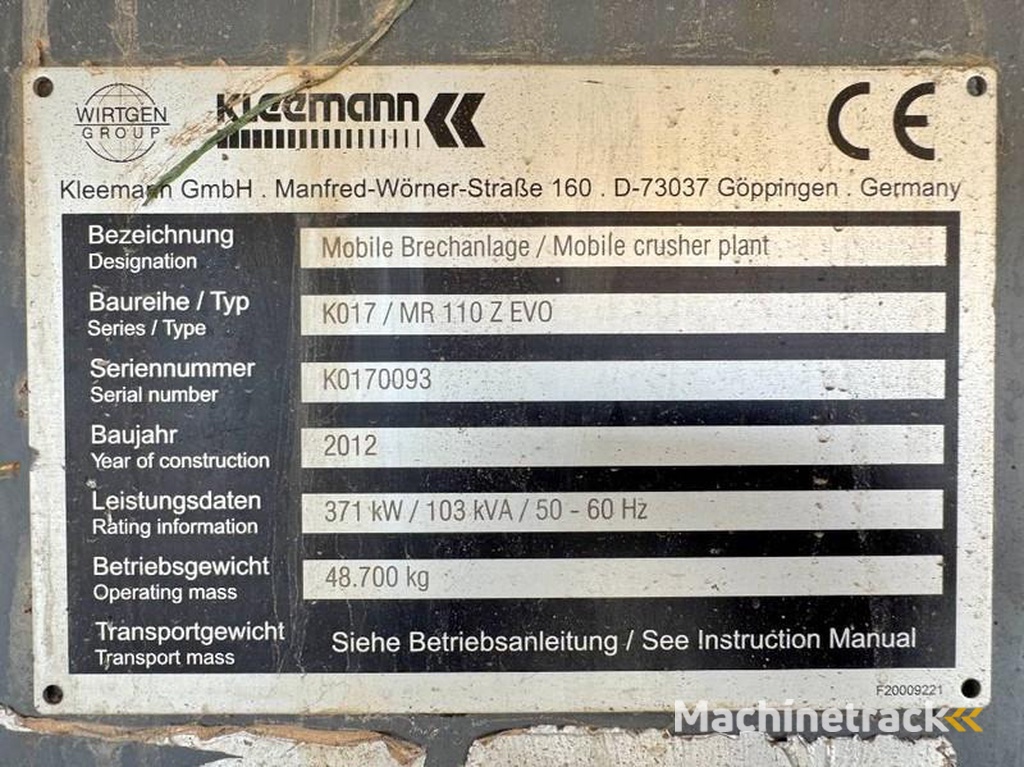 WIRTGEN
GROUP
Kleemann
CE
Kleemann GmbH . Manfred-Wörner-Straße 160 . D-73037 Göppingen . Germany
Bezeichnung
Designation
Mobile Brechanlage / Mobile crusher plant
Baureihe / Typ
Series / Type
K017 / MR 110 Z EVO
Seriennummer
Serial number
K0170093
Baujahr
Year of construction
2012
Leistungsdaten
Rating information
371 kW / 103 kVA / 50 - 60 Hz
Betriebsgewicht
Operating mass
48.700 kg
Transportgewicht
Transport mass
Siehe Betriebsanleitung / See Instruction Manual
F20009221
Machinetrack